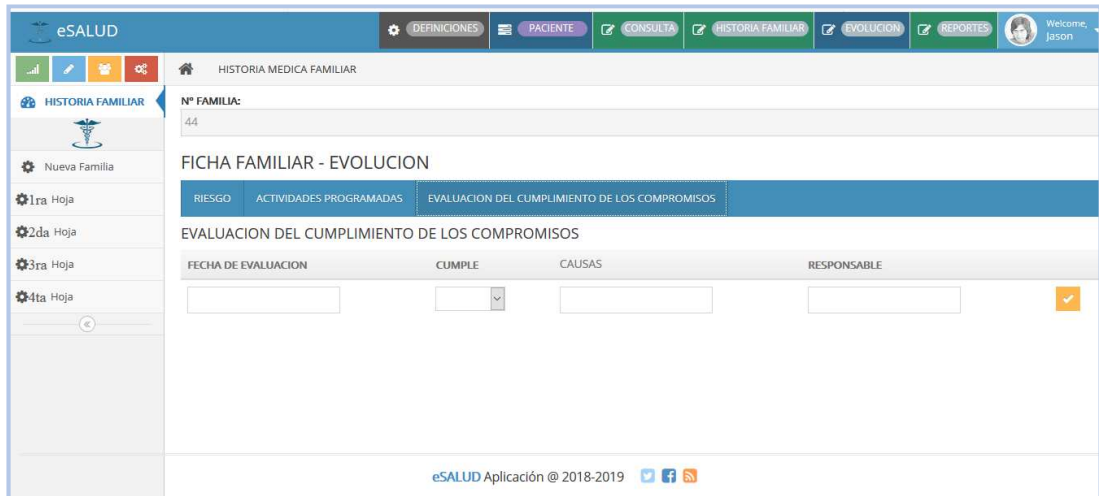 eSALUD DEFINICIONES PACIENTE CONSULTA HISTORIA FAMILIAR EVOLUCION REPORTES Welcome,
Jason
HISTORIA MEDICA FAMILIAR
HISTORIA FAMILIAR
Nº FAMILIA:
44
Nueva Familia
FICHA FAMILIAR - EVOLUCION
1ra Hoja
RIESGO ACTIVIDADES PROGRAMADAS EVALUACION DEL CUMPLIMIENTO DE LOS COMPROMISOS
2da Hoja
EVALUACION DEL CUMPLIMIENTO DE LOS COMPROMISOS
3ra Hoja
FECHA DE EVALUACION CUMPLE CAUSAS RESPONSABLE
4ta Hoja
eSALUD Aplicación @ 2018-2019